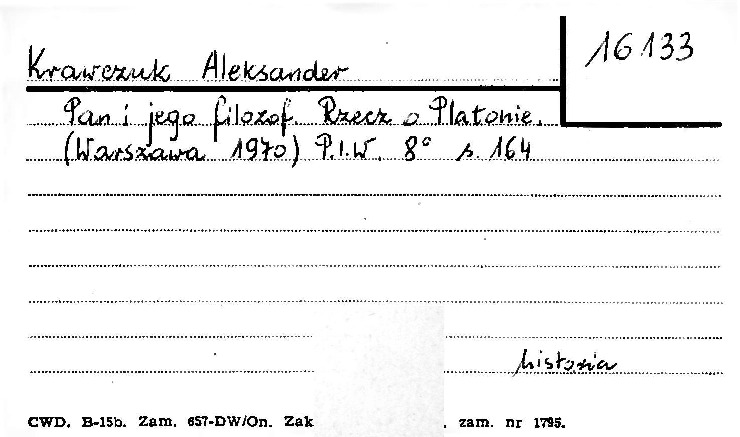 16133
Krawczuk Aleksander
Pan i jego filozof. Rzecz o Platonie.
(Warszawa 1970) P.I.W. 8° s. 164
historia
CWD. B-15b. Zam. 657-DW/On. Zak . zam. nr 1795.